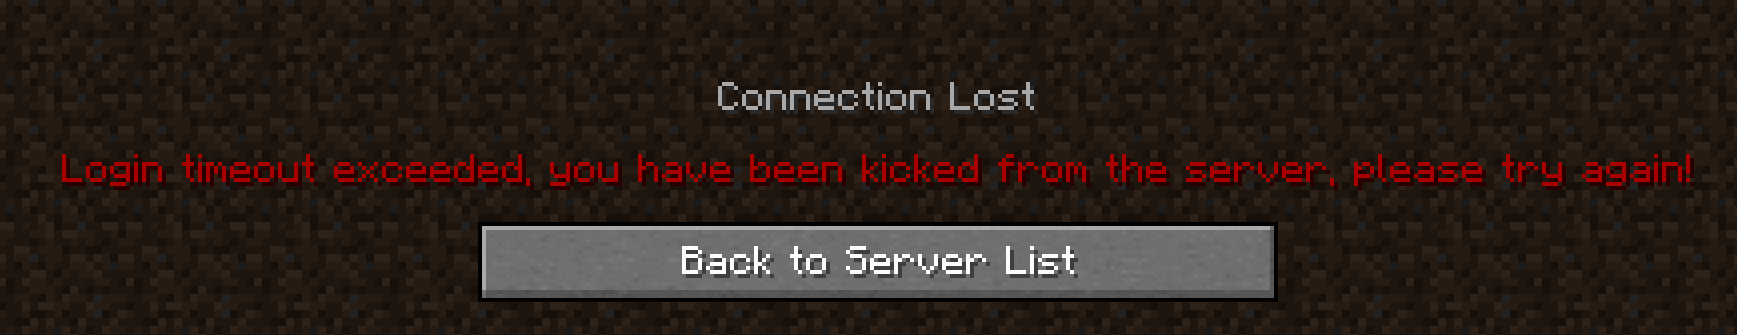 Connection Lost
Login timeout exceeded, you have been kicked from the server, please try again!
Back to Server List